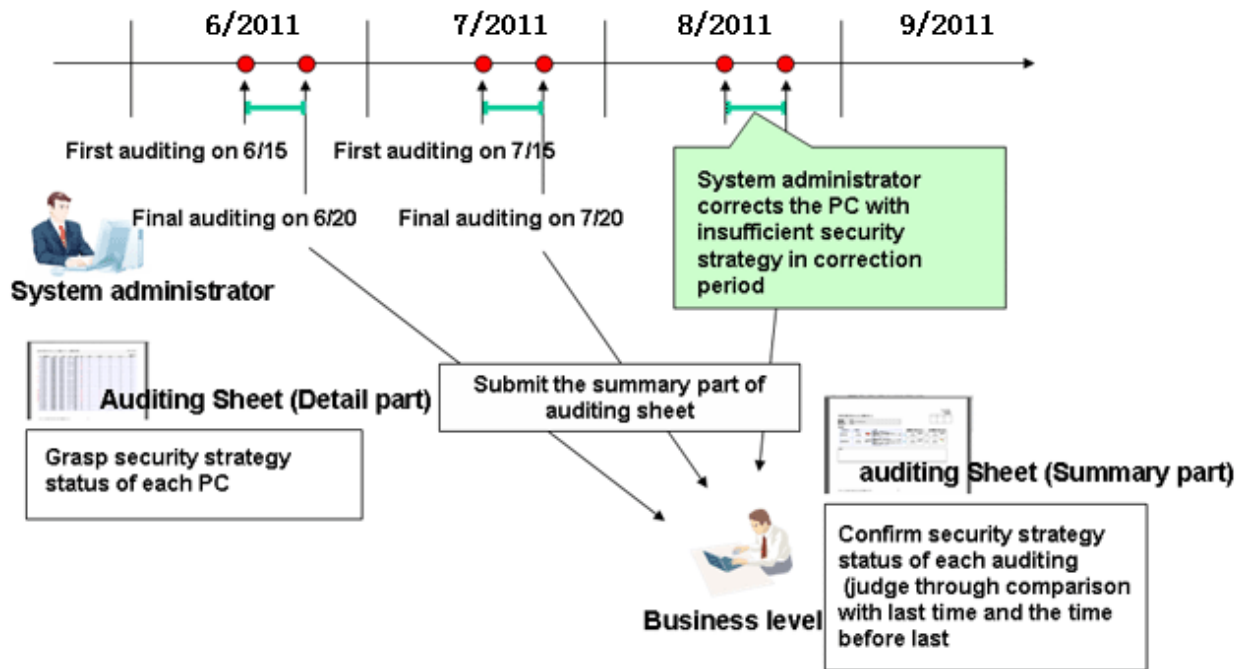 6/2011
7/2011
8/2011
9/2011
First auditing on 6/15
First auditing on 7/15
Final auditing on 6/20
Final auditing on 7/20
System administrator
corrects the PC with
insufficient security
strategy in correction
period
System administrator
Auditing Sheet (Detail part)
Grasp security strategy
status of each PC
Submit the summary part of
auditing sheet
auditing Sheet (Summary part)
Confirm security strategy
status of each auditing
(judge through comparison
with last time and the time
before last
Business level